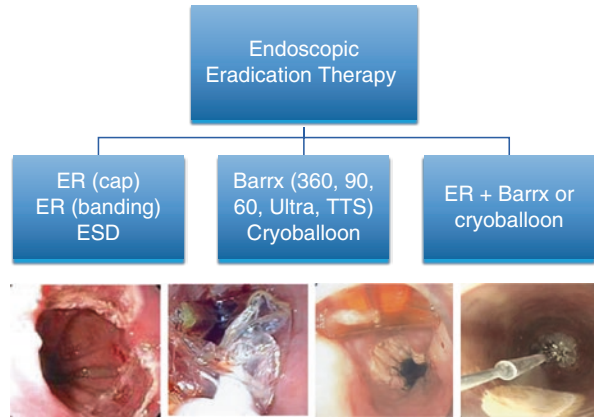 Endoscopic
Eradication Therapy
ER (cap)
ER (banding)
ESD
Barrx (360, 90,
60, Ultra, TTS)
Cryoballoon
ER + Barrx or
cryoballoon